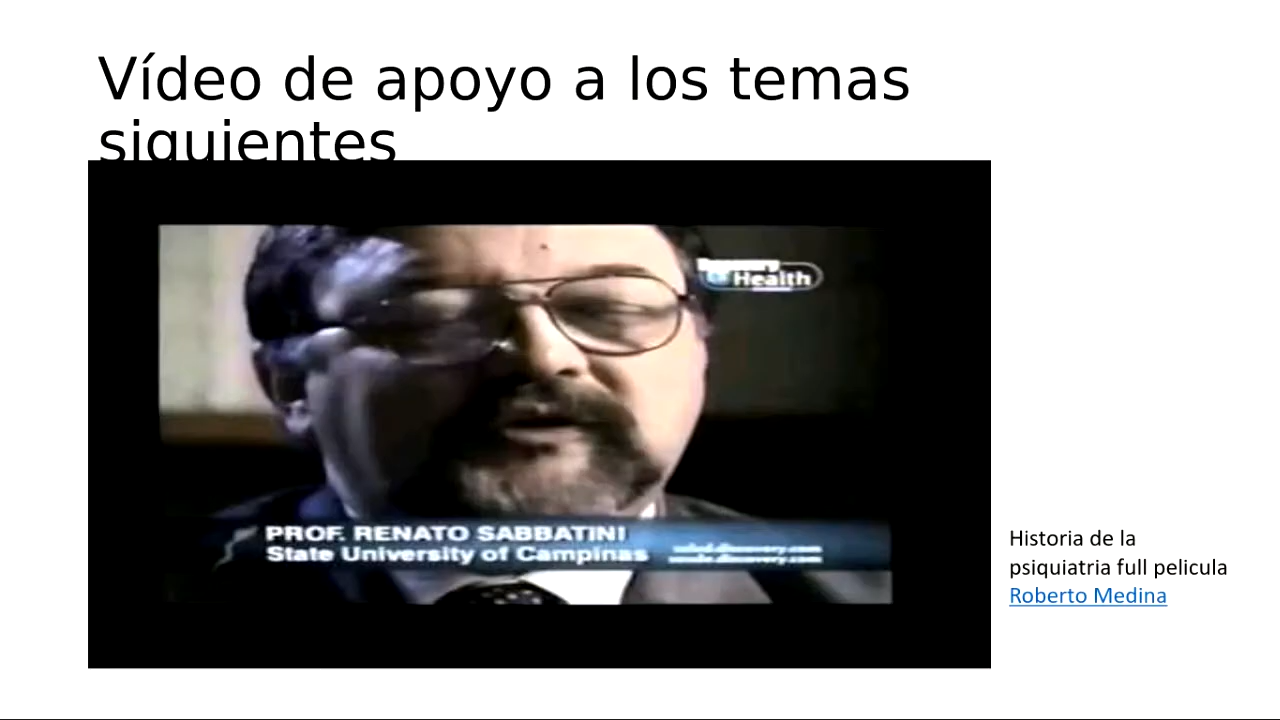 Vídeo de apoyo a los temas
siguientes
Discovery
Health
PROF. RENATO SABBATINI
State University of Campinas
Historia de la
psiquiatria full pelicula
Roberto Medina